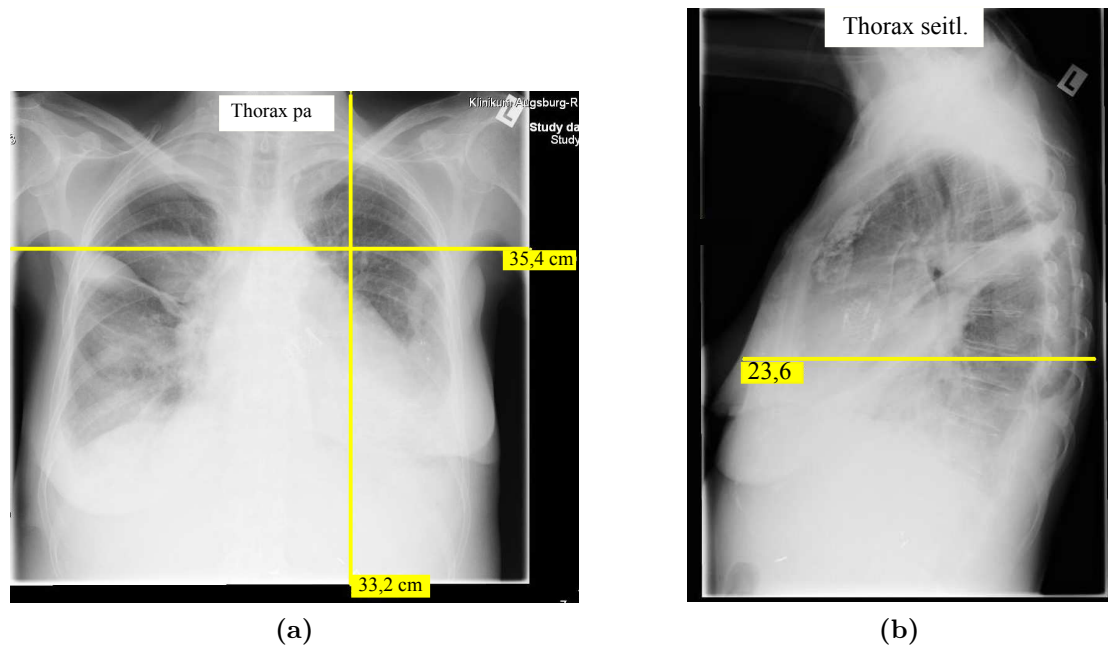 Thorax pa
Klinikum Augsburg-R
L
Study da
Study
35,4 cm
33,2 cm
(a)
Thorax seitl.
L
23,6
(b)